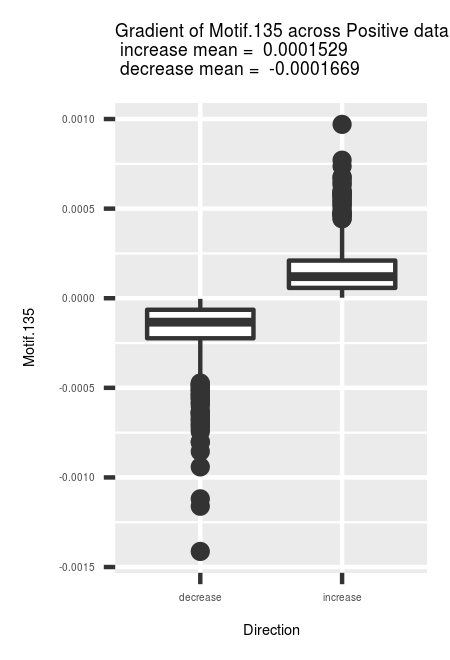 Gradient of Motif.135 across Positive data
increase mean =  0.0001529
decrease mean =  -0.0001669
0.0010
0.0005
0.0000
-0.0005
-0.0010
-0.0015
Motif.135
decrease
increase
Direction